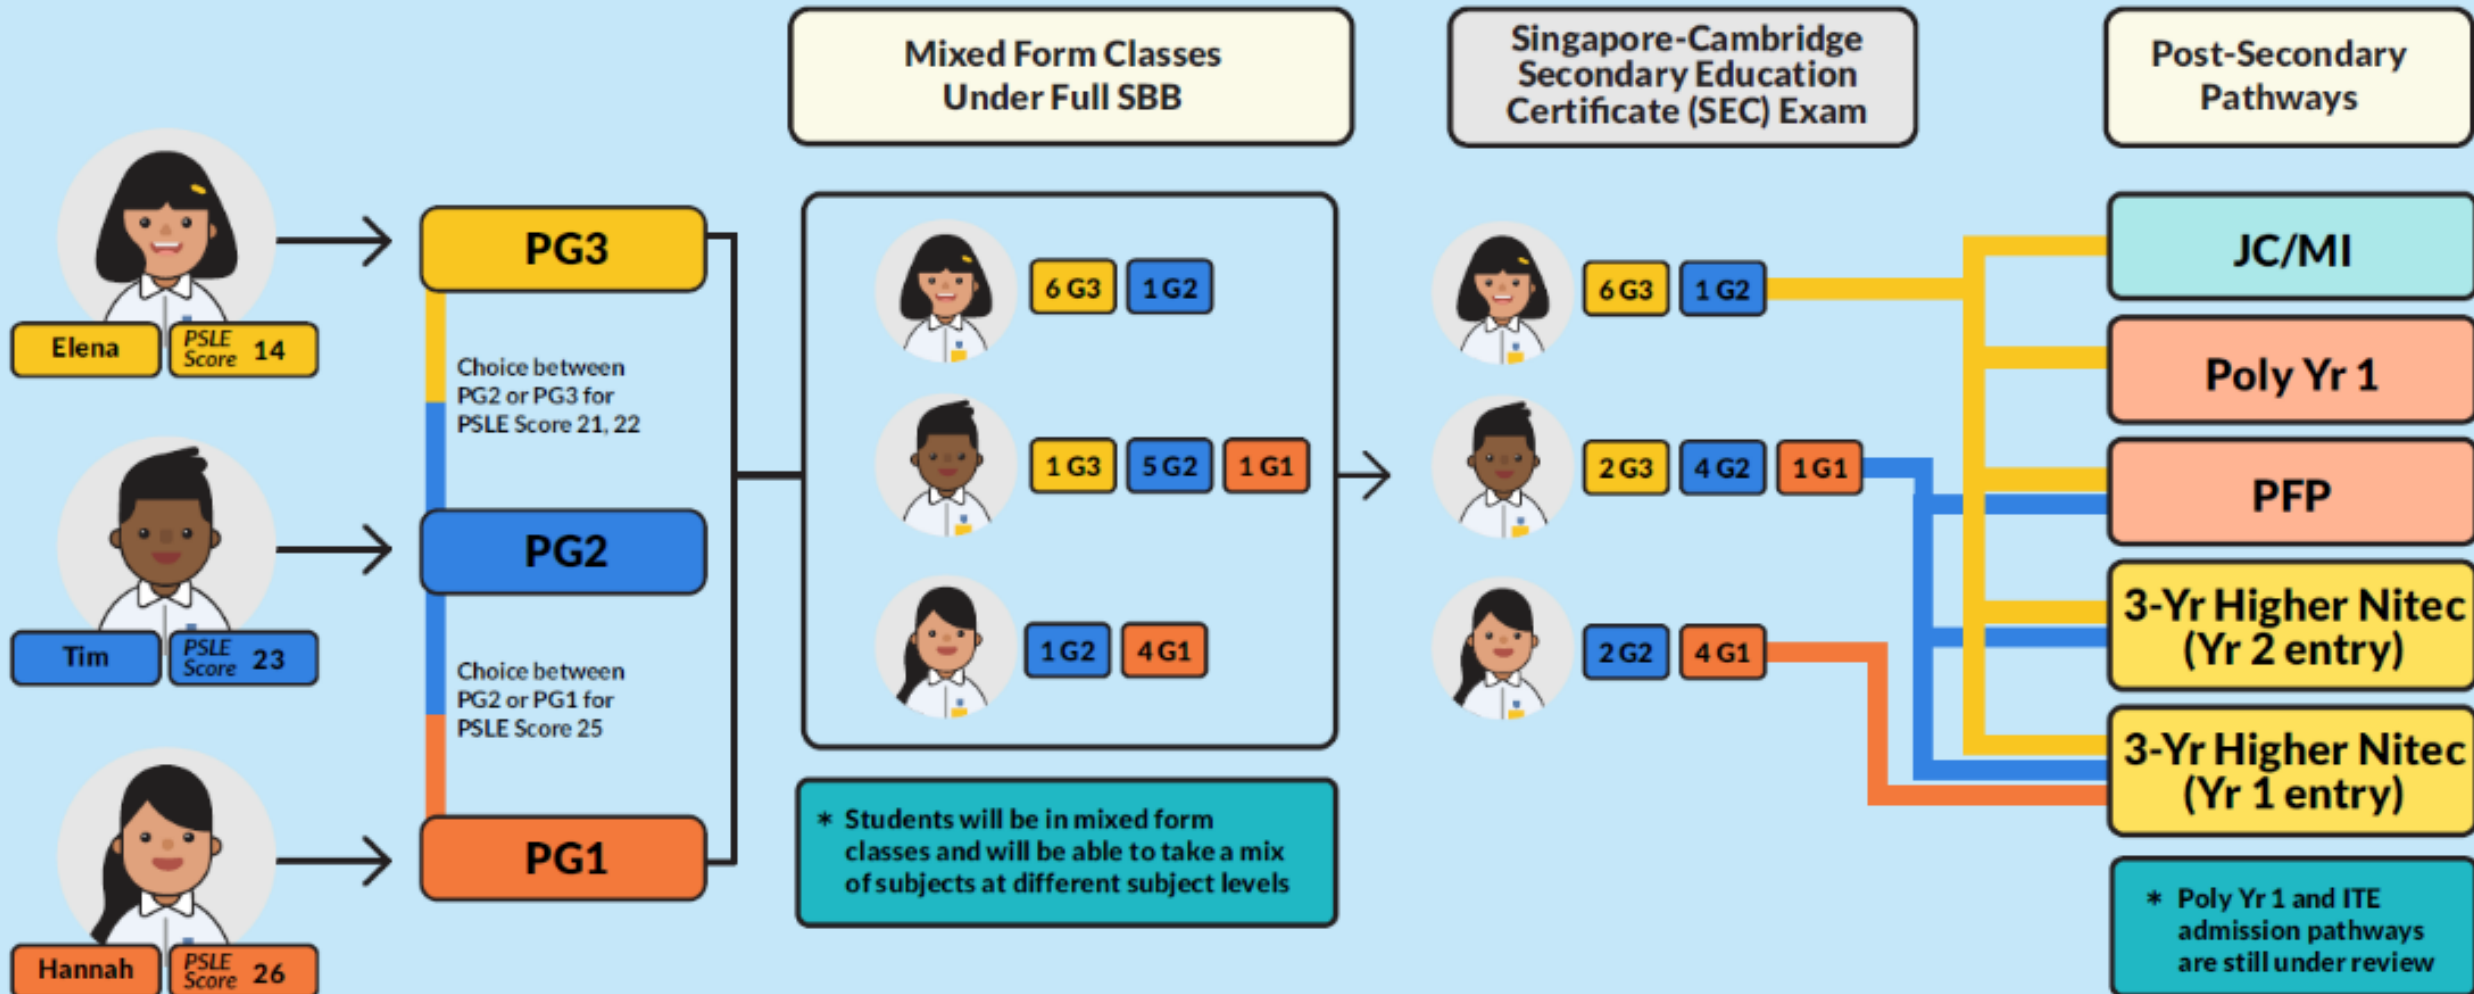 Mixed Form Classes
Under Full SBB
Singapore-Cambridge
Secondary Education
Certificate (SEC) Exam
Post-Secondary
Pathways
Elena
PSLE
Score 14
PG3
Choice between
PG2 or PG3 for
PSLE Score 21, 22
Tim
PSLE
Score 23
PG2
Choice between
PG2 or PG1 for
PSLE Score 25
Hannah
PSLE
Score 26
PG1
6 G3 1 G2
1 G3 5 G2 1 G1
1 G2 4 G1
* Students will be in mixed form
classes and will be able to take a mix
of subjects at different subject levels
6 G3 1 G2
2 G3 4 G2 1 G1
2 G2 4 G1
JC/MI
Poly Yr 1
PFP
3-Yr Higher Nitec
(Yr 2 entry)
3-Yr Higher Nitec
(Yr 1 entry)
* Poly Yr 1 and ITE
admission pathways
are still under review